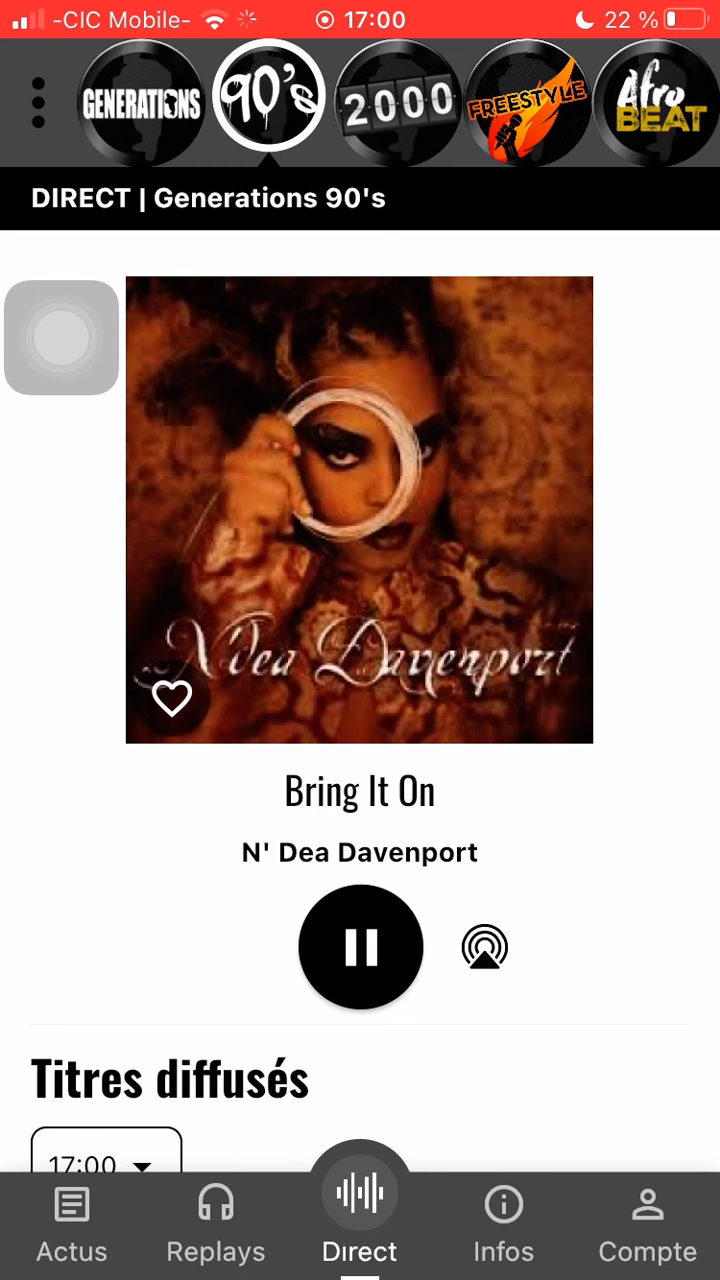 -CIC Mobile- 17:00 22 %
GENERATIONS 90's 2000 FREESTYLE Afro BEAT
DIRECT | Generations 90's
N'dea Davenport
Bring It On
N' Dea Davenport
Titres diffusés
17:00
Actus Replays Direct Infos Compte